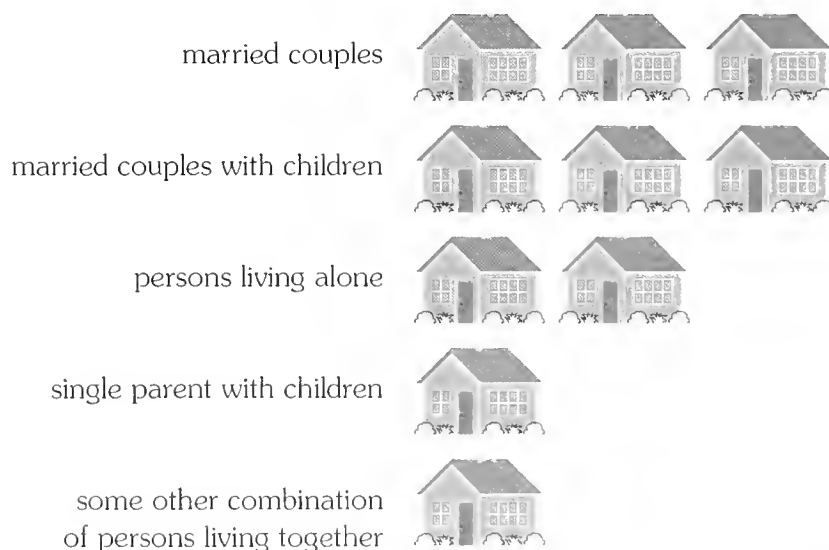 married couples
married couples with children
persons living alone
single parent with children
some other combination
of persons living together